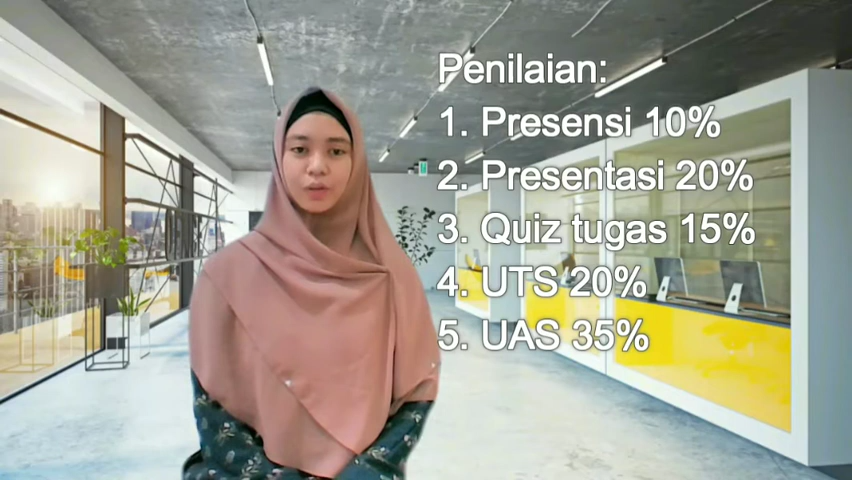 Penilaian:
1. Presensi 10%
2. Presentasi 20%
3. Quiz tugas 15%
4. UTS 20%
5. UAS 35%